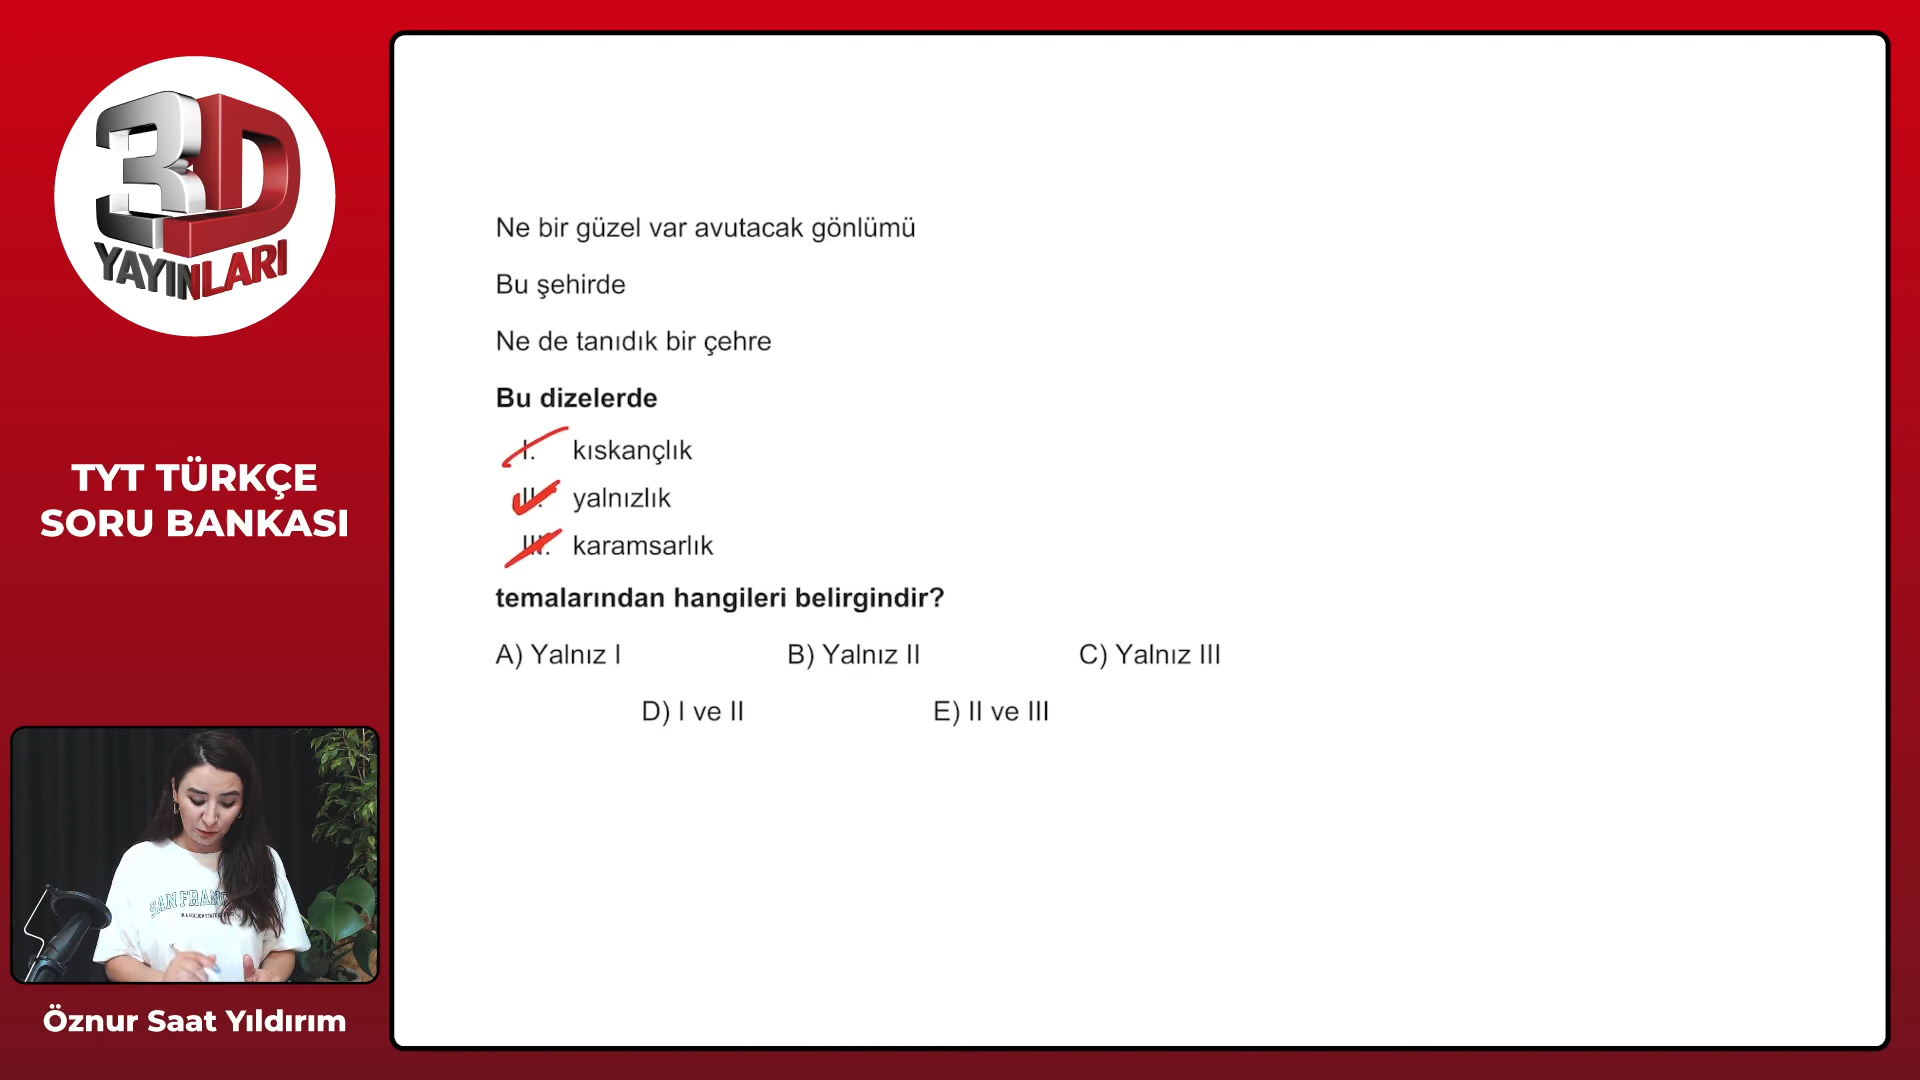 3D
YAYINLARI
TYT TÜRKÇE
SORU BANKASI
Ne bir güzel var avutacak gönlümü
Bu şehirde
Ne de tanıdık bir çehre
Bu dizelerde
I. kıskançlık
II. yalnızlık
III. karamsarlık
temalarından hangileri belirgindir?
A) Yalnız I B) Yalnız II C) Yalnız III
D) I ve II E) II ve III
Öznur Saat Yıldırım